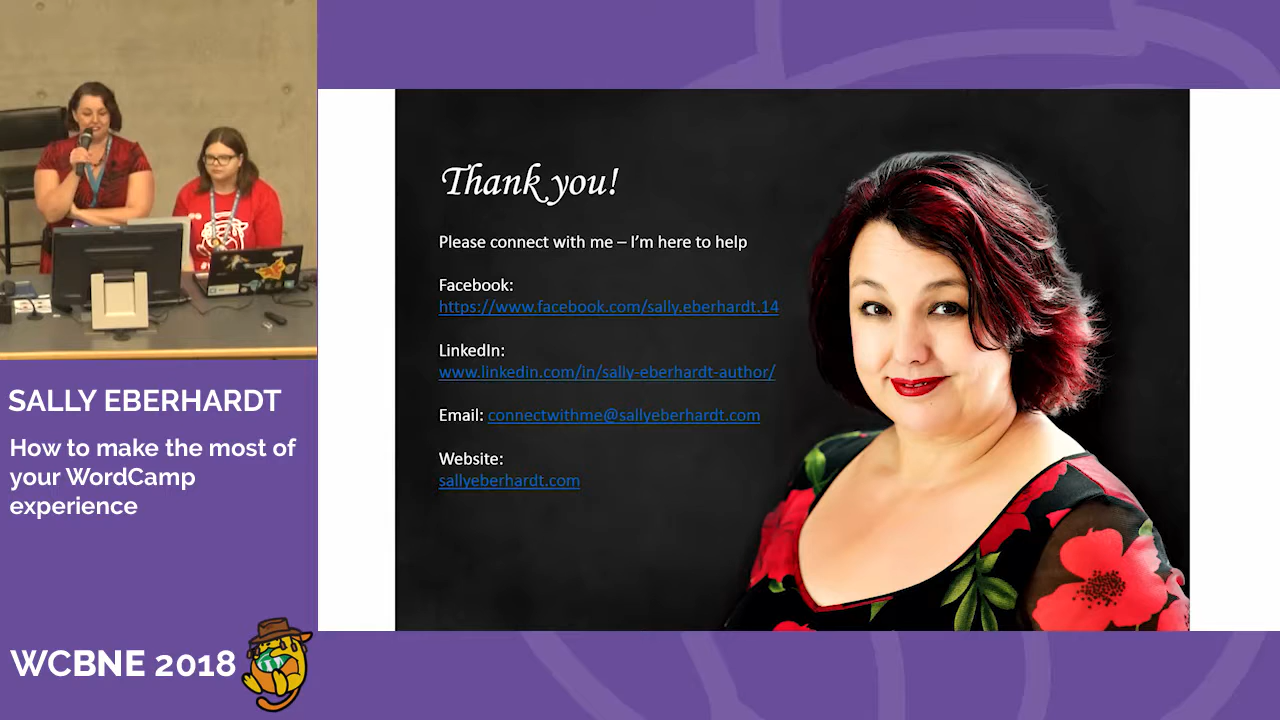 SALLY EBERHARDT
How to make the most of
your WordCamp
experience
WCBNE 2018
Thank you!
Please connect with me – I'm here to help
Facebook:
https://www.facebook.com/sally.eberhardt.14
LinkedIn:
www.linkedin.com/in/sally-eberhardt-author/
Email: connectwithme@sallyeberhardt.com
Website:
sallyeberhardt.com